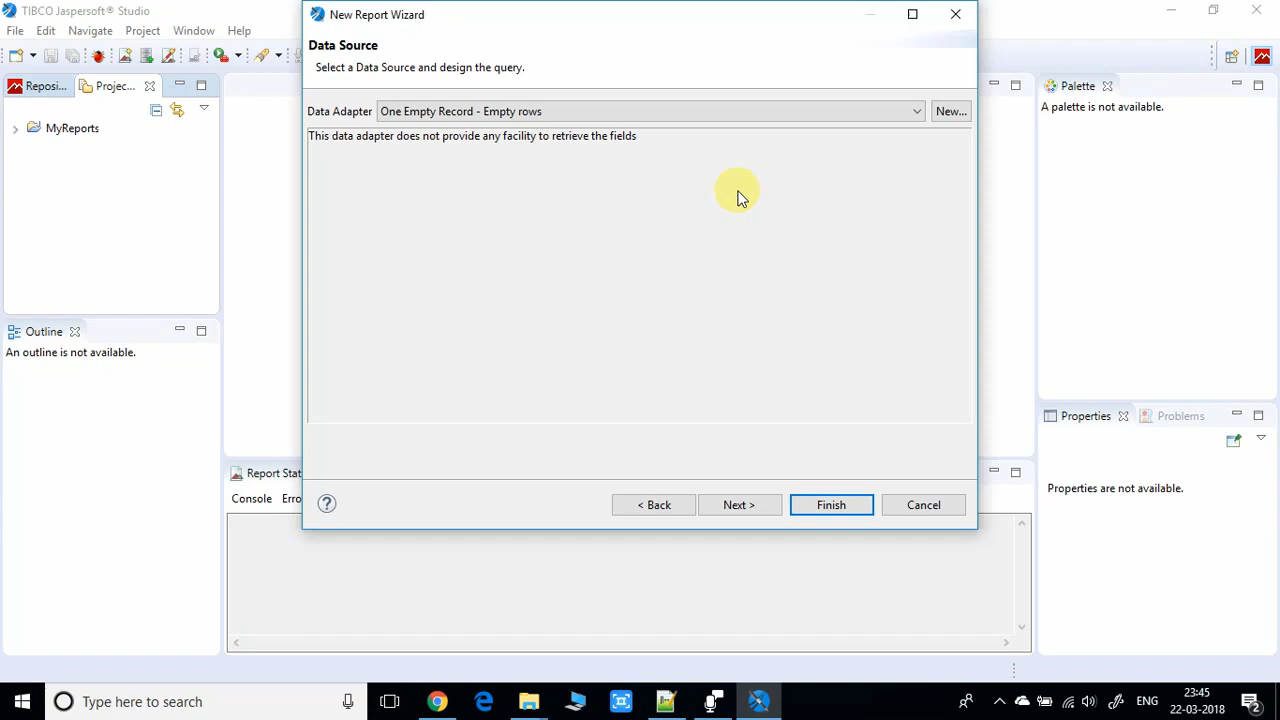 TIBCO Jaspersoft® Studio
File Edit Navigate Project Window Help
New Report Wizard
Data Source
Select a Data Source and design the query.
Data Adapter One Empty Record - Empty rows New...
This data adapter does not provide any facility to retrieve the fields
< Back Next > Finish Cancel
Reposi... Projec...
MyReports
Outline
An outline is not available.
Palette
A palette is not available.
Properties Problems
Properties are not available.
Report Stat
Console Erro
Type here to search
ENG
23:45
22-03-2018
2